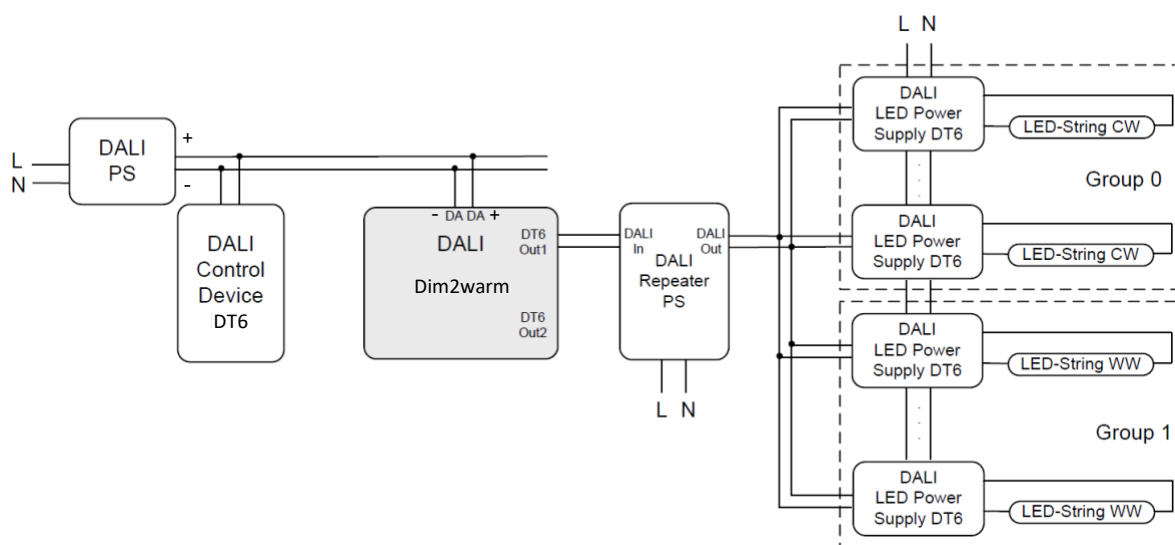 L N
DALI
LED Power
Supply DT6
LED-String CW
+
DALI
PS
L
N
-
Group 0
- DA DA +
DALI
Control
Device
DT6
DALI
Dim2warm
DT6
Out1
DT6
Out2
DALI
In
DALI
Out
DALI
Repeater
PS
L N
DALI
LED Power
Supply DT6
LED-String CW
DALI
LED Power
Supply DT6
LED-String WW
Group 1
DALI
LED Power
Supply DT6
LED-String WW